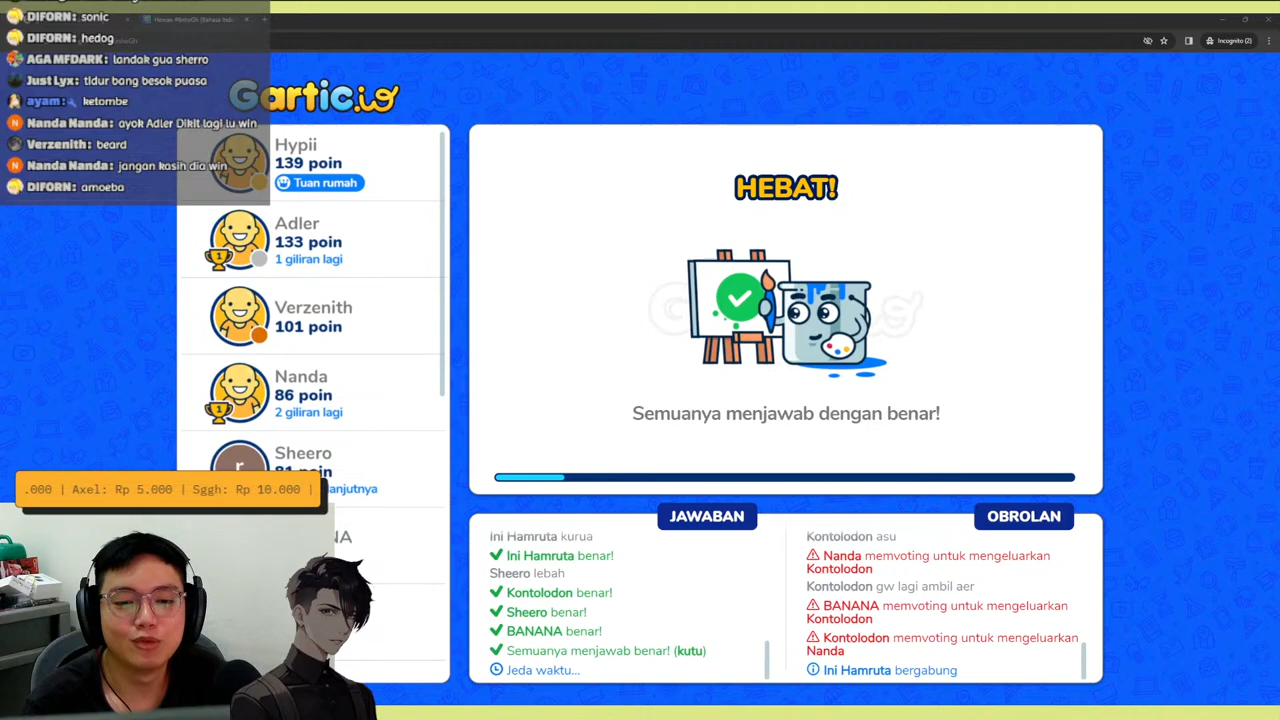 DIFORN: sonic
DIFORN: hedog
AGA MFDARK: landak gua sherro
Just Lyx: tidur bang besok puasa
ayam: ketombe
Nanda Nanda: ayok Adler Dikit lagi lu win
Verzenith: beard
Nanda Nanda: jangan kasih dia win
DIFORN: amoeba
Incognito (2)
Gartic.io
Hypii
139 poin
Tuan rumah
Adler
133 poin
1 giliran lagi
Verzenith
101 poin
Nanda
86 poin
2 giliran lagi
Sheero
81 poin
.000 | Axel: Rp 5.000 | Sggh: Rp 10.000 |
HEBAT!
Semuanya menjawab dengan benar!
JAWABAN
Ini Hamruta kurua
Ini Hamruta benar!
Sheero lebah
Kontolodon benar!
Sheero benar!
BANANA benar!
Semuanya menjawab benar! (kutu)
Jeda waktu...
OBROLAN
Kontolodon asu
Nanda memvoting untuk mengeluarkan
Kontolodon
Kontolodon gw lagi ambil aer
BANANA memvoting untuk mengeluarkan
Kontolodon
Kontolodon memvoting untuk mengeluarkan
Nanda
Ini Hamruta bergabung